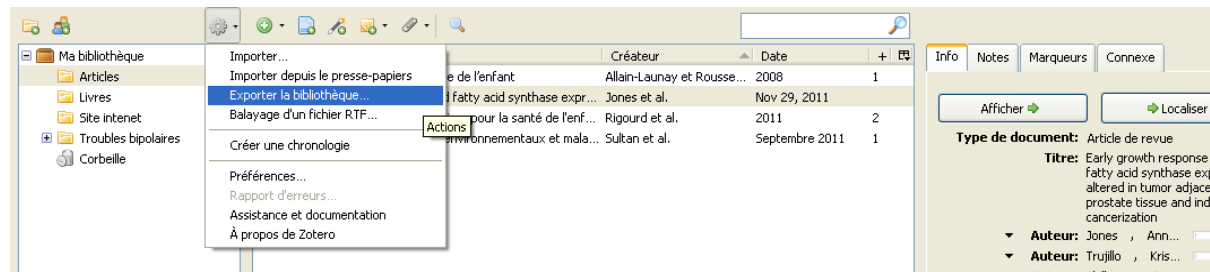 Ma bibliothèque
Articles
Livres
Site intenet
Troubles bipolaires
Corbeille
Importer...
Importer depuis le presse-papiers
Exporter la bibliothèque...
Balayage d'un fichier RTF...
Créer une chronologie
Préférences...
Rapport d'erreurs...
Assistance et documentation
À propos de Zotero
Actions
Créateur Date +
e de l'enfant Allain-Launay et Rousse... 2008 1
fatty acid synthase expr... Jones et al. Nov 29, 2011
pour la santé de l'enf... Rigourd et al. 2011 2
environnementaux et mala... Sultan et al. Septembre 2011 1
Info Notes Marqueurs Connexe
Afficher Localiser
Type de document: Article de revue
Titre: Early growth response
fatty acid synthase exp
altered in tumor adjace
prostate tissue and ind
cancerization
Auteur: Jones , Ann...
Auteur: Trujillo , Kris...